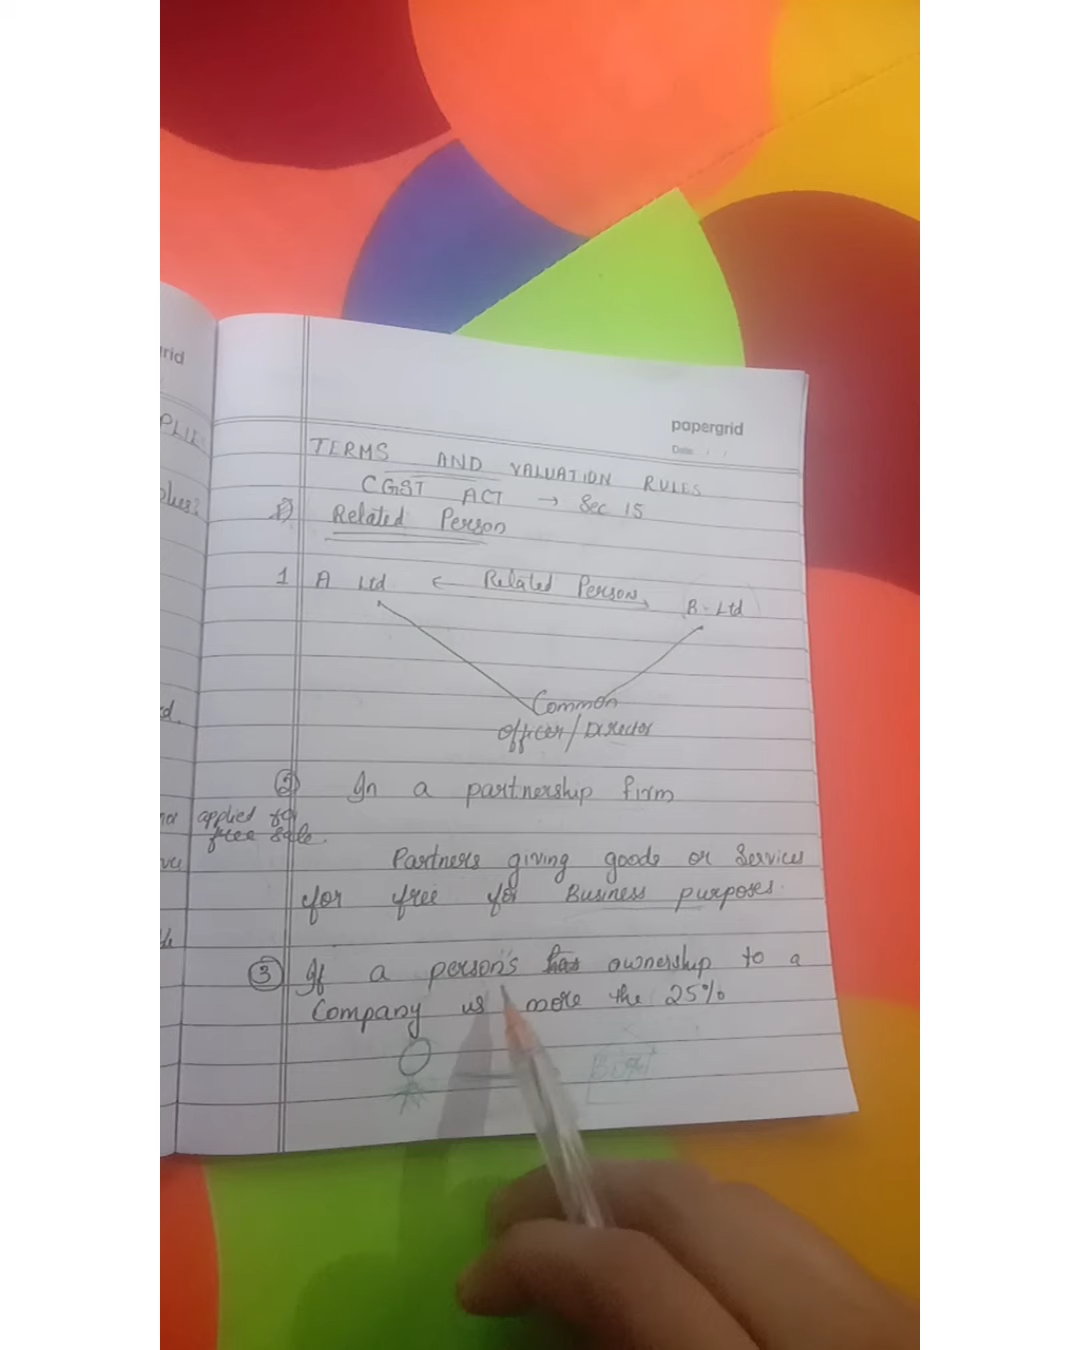 rid
papergrid
Date: / /
TERMS AND VALUATION RULES
CGST ACT → Sec 15
Related Person
1 A Ltd ← Related Person, B. Ltd
Common
Officer/Director
② In a partnership firm
applied to
free sale.
Partners giving goods or Services
for free for Business purposes.
③ If a person's has ownership to a
Company is more the 25%